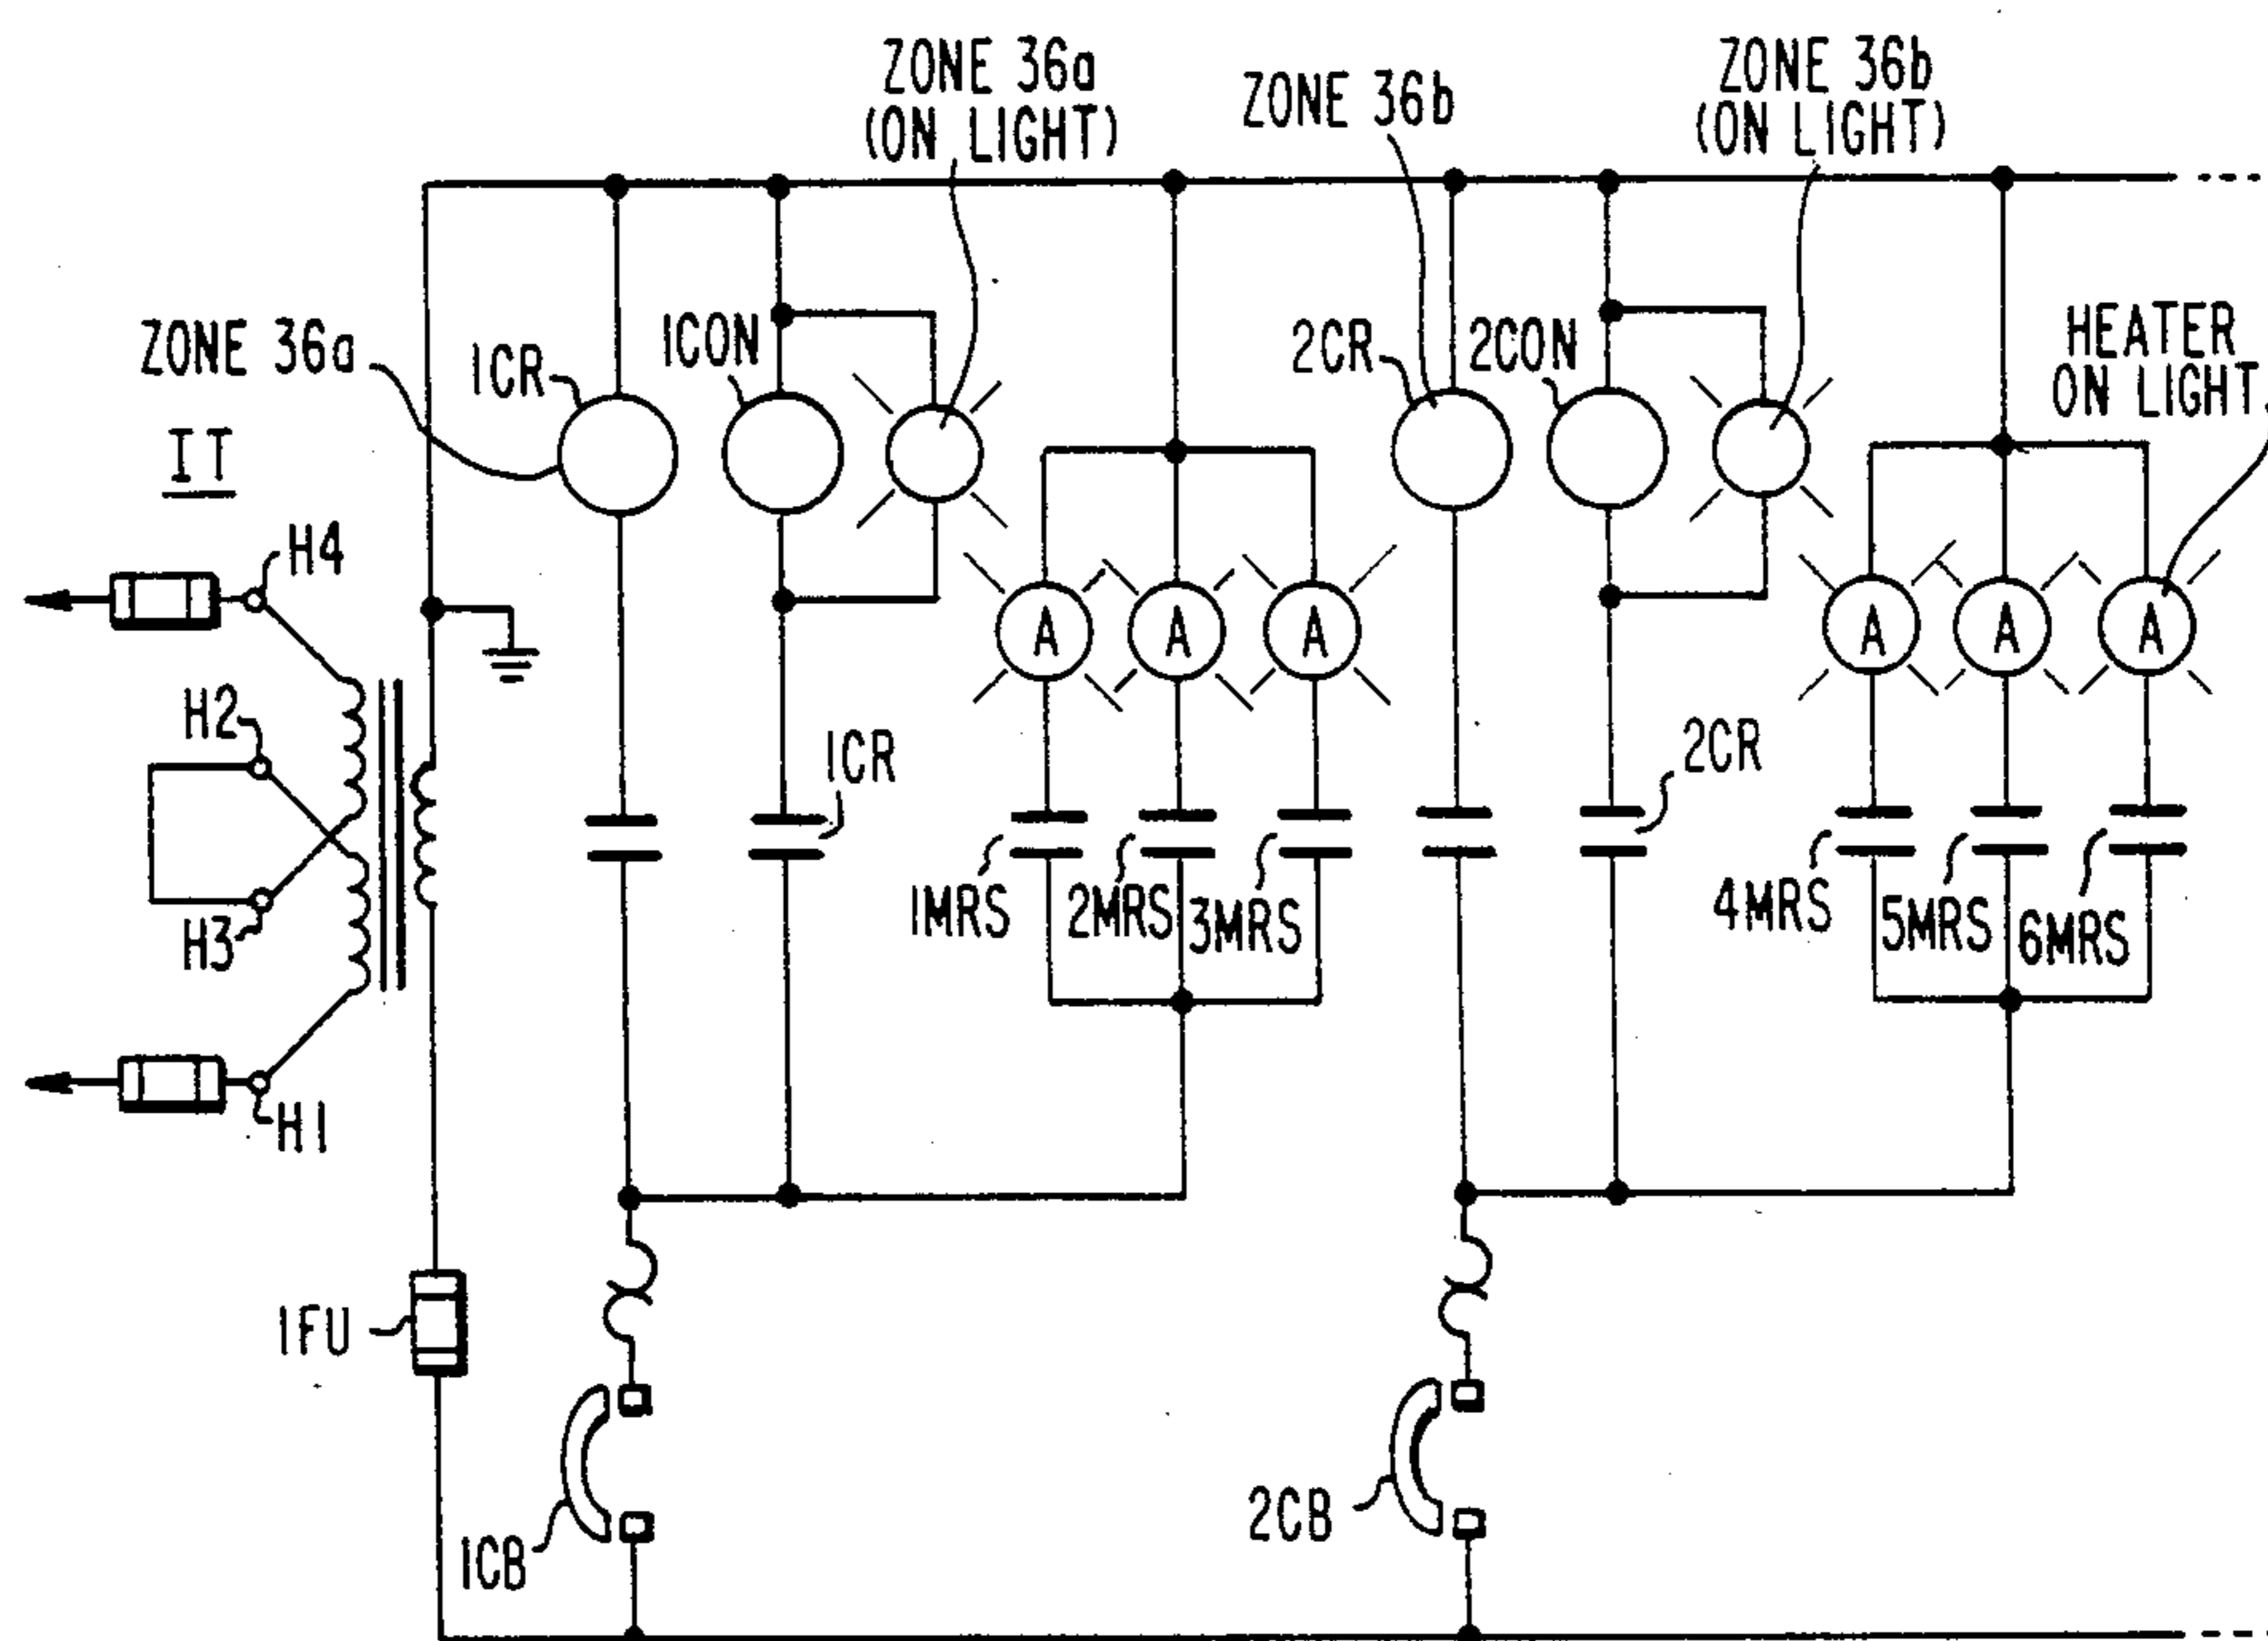 ZONE 36a
(ON LIGHT)
ZONE 36b
ZONE 36b
(ON LIGHT)
ZONE 36a
1CR
1CON
2CR
2CON
HEATER
ON LIGHT
IT
H4
H2
H3
H1
A
A
A
A
A
A
1CR
2CR
1MRS
2MRS
3MRS
4MRS
5MRS
6MRS
1FU
1CB
2CB